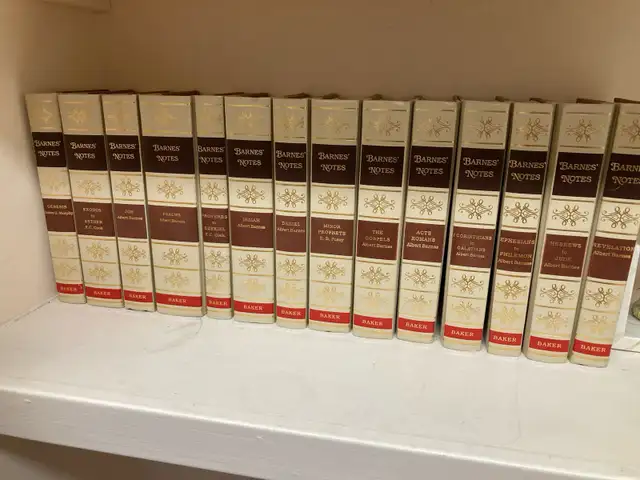 BARNES'
NOTES
GENESIS
James G. Murphy
BAKER
BARNES'
NOTES
EXODUS
to
ESTHER
F.C. Cook
BAKER
BARNES'
NOTES
JOB
Albert Barnes
BAKER
BARNES'
NOTES
PSALMS
Albert Barnes
BAKER
BARNES'
NOTES
PROVERBS
to
EZEKIEL
F.C. Cook
BAKER
BARNES'
NOTES
ISAIAH
Albert Barnes
BAKER
BARNES'
NOTES
DANIEL
Albert Barnes
BAKER
BARNES'
NOTES
MINOR
PROPHETS
E. B. Pusey
BAKER
BARNES'
NOTES
THE
GOSPELS
Albert Barnes
BAKER
BARNES'
NOTES
ACTS
ROMANS
Albert Barnes
BAKER
BARNES'
NOTES
I CORINTHIANS
to
GALATIANS
Albert Barnes
BAKER
BARNES'
NOTES
EPHESIANS
to
PHILEMON
Albert Barnes
BAKER
BARNES'
NOTES
HEBREWS
to
JUDE
Albert Barnes
BAKER
BARNES'
NOTES
REVELATION
Albert Barnes
BAKER